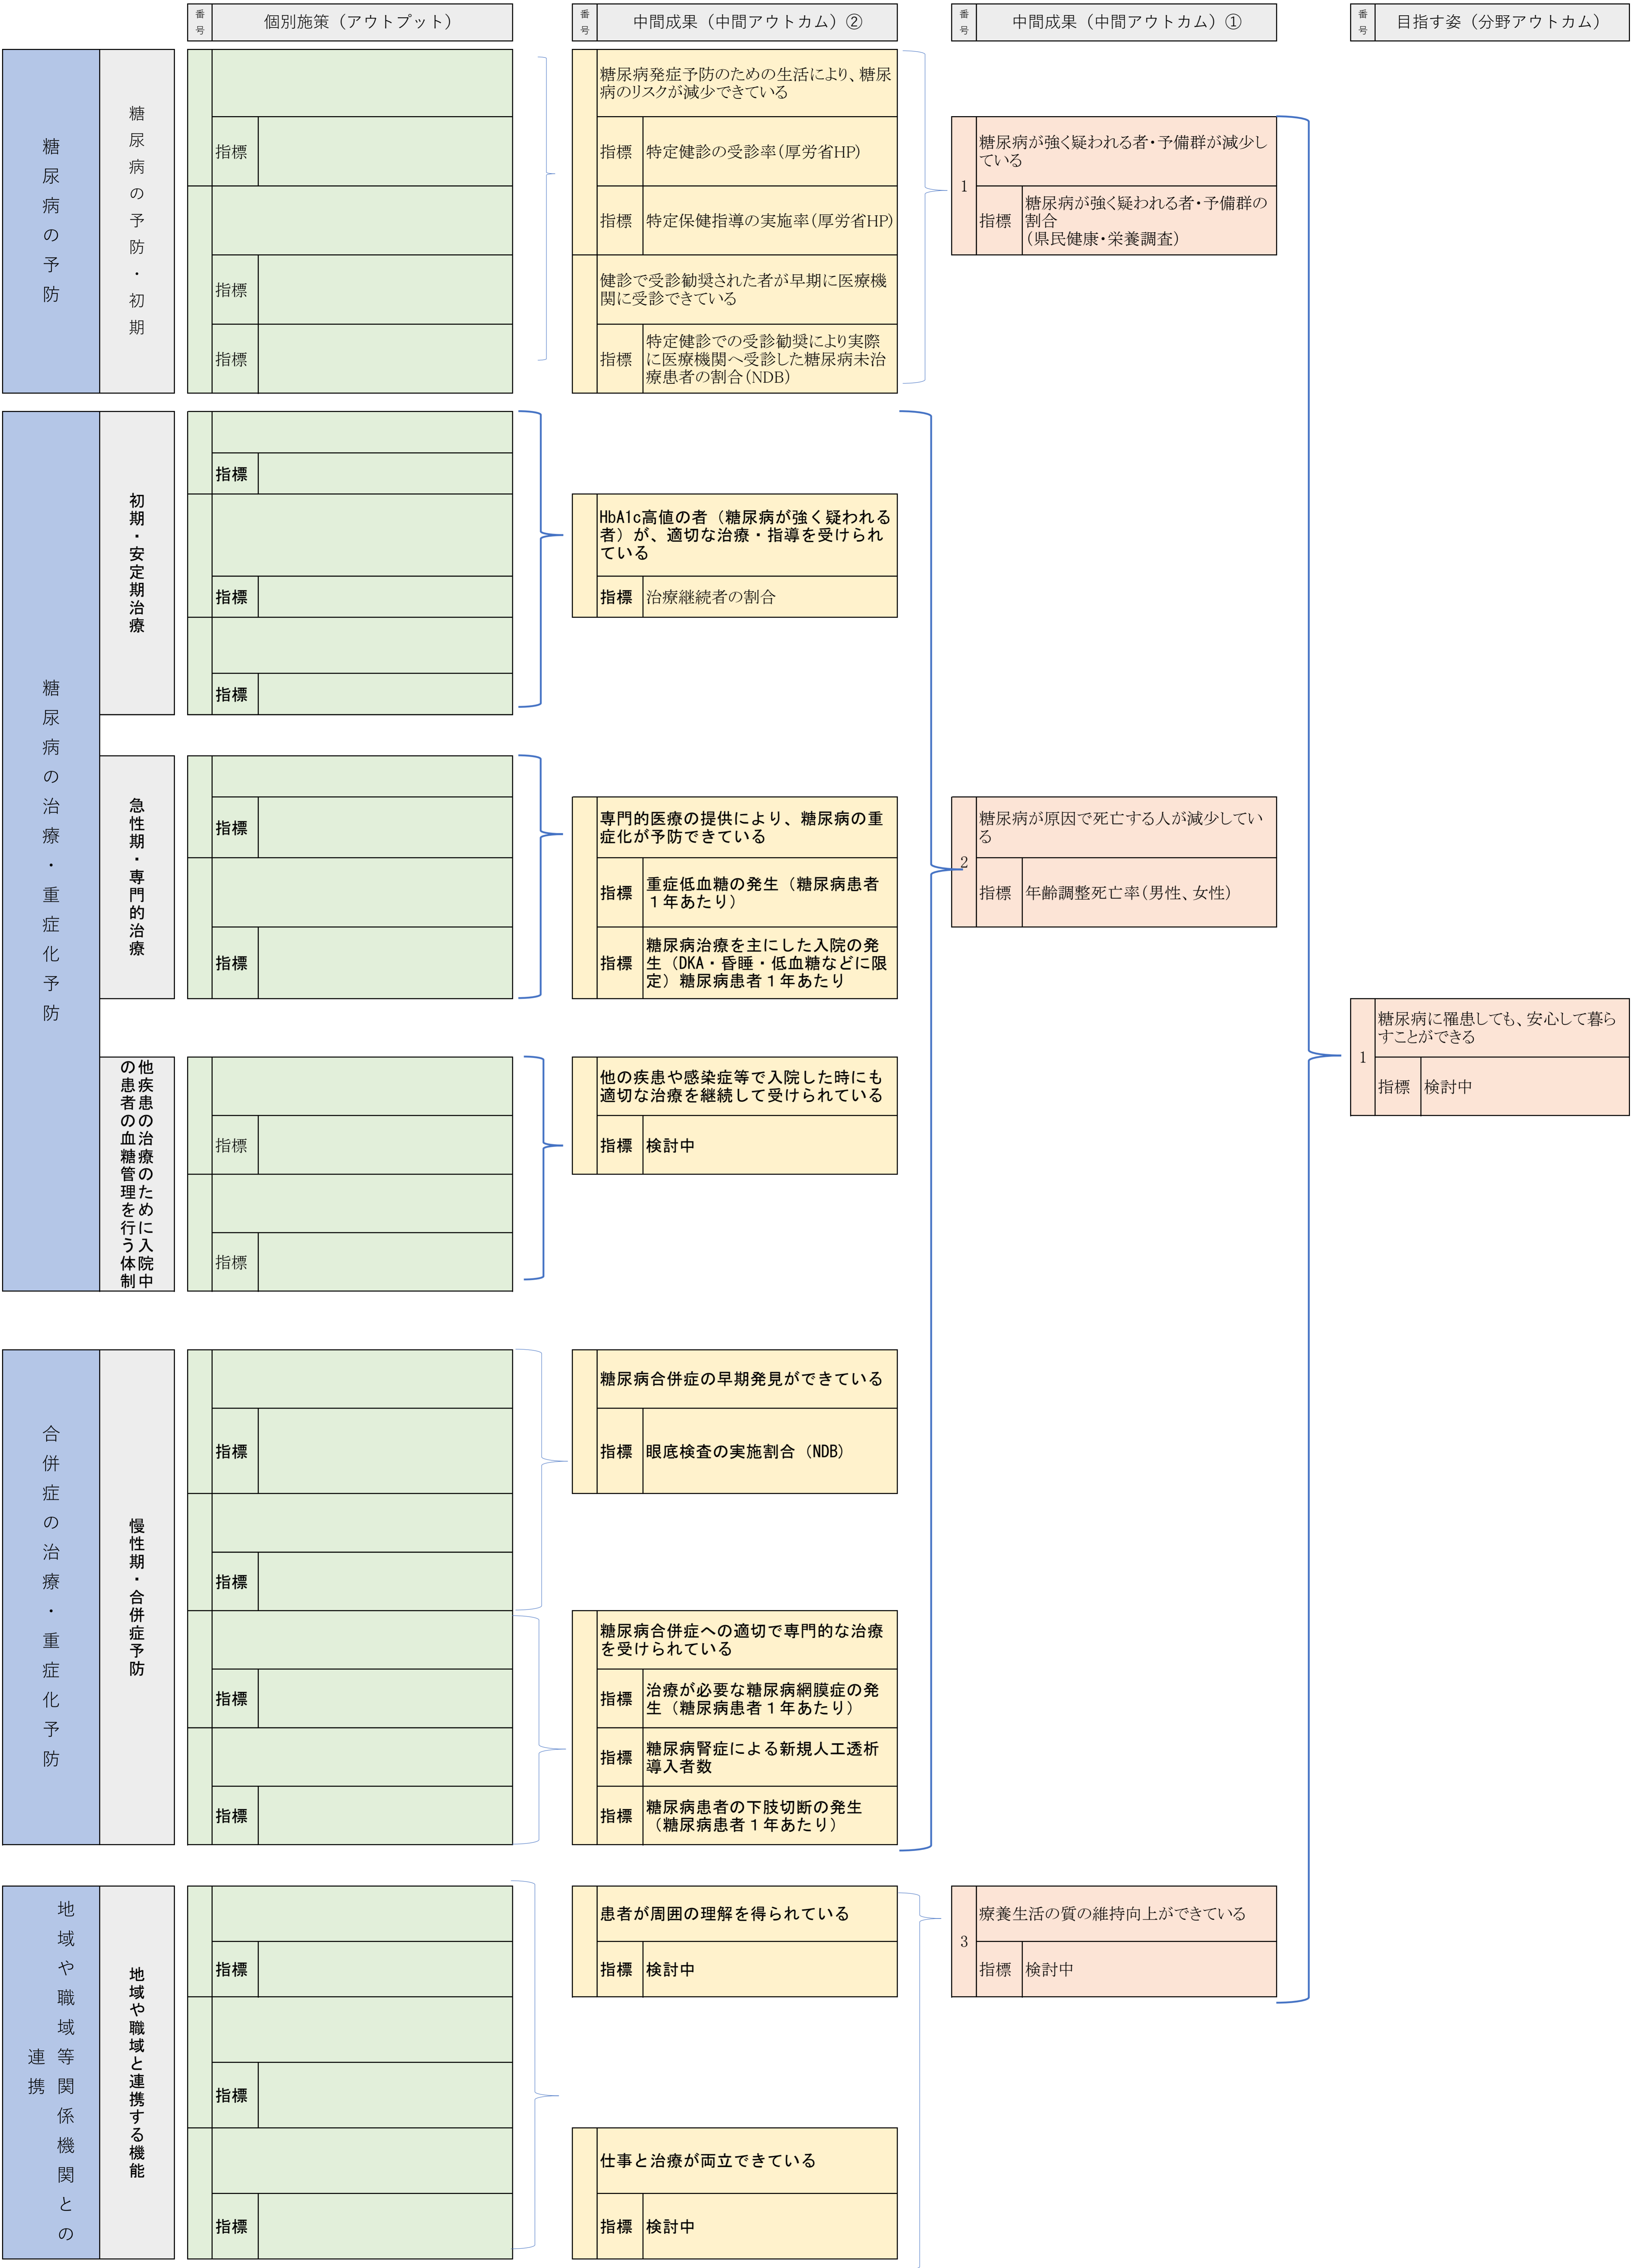 番号
個別施策（アウトプット）
番号
中間成果（中間アウトカム）②
番号
中間成果（中間アウトカム）①
番号
目指す姿（分野アウトカム）
糖尿病の予防
糖尿病の予防・初期
指標
指標
指標
糖尿病発症予防のための生活により、糖尿
病のリスクが減少できている
指標
特定健診の受診率（厚労省HP）
指標
特定保健指導の実施率（厚労省HP）
健診で受診勧奨された者が早期に医療機
関に受診できている
指標
特定健診での受診勧奨により実際
に医療機関へ受診した糖尿病未治
療患者の割合（NDB）
1
糖尿病が強く疑われる者・予備群が減少し
ている
指標
糖尿病が強く疑われる者・予備群の
割合
（県民健康・栄養調査）
糖尿病の治療・重症化予防
初期・安定期治療
指標
指標
指標
HbA1c高値の者（糖尿病が強く疑われる
者）が、適切な治療・指導を受けられ
ている
指標
治療継続者の割合
急性期・専門的治療
指標
指標
専門的医療の提供により、糖尿病の重
症化が予防できている
指標
重症低血糖の発生（糖尿病患者
１年あたり）
指標
糖尿病治療を主にした入院の発
生（DKA・昏睡・低血糖などに限
定）糖尿病患者１年あたり
2
糖尿病が原因で死亡する人が減少してい
る
指標
年齢調整死亡率（男性、女性）
1
糖尿病に罹患しても、安心して暮ら
すことができる
指標
検討中
他疾患の治療のために入院中
の患者の血糖管理を行う体制
指標
指標
他の疾患や感染症等で入院した時にも
適切な治療を継続して受けられている
指標
検討中
合併症の治療・重症化予防
慢性期・合併症予防
指標
指標
指標
指標
糖尿病合併症の早期発見ができている
指標
眼底検査の実施割合（NDB）
糖尿病合併症への適切で専門的な治療
を受けられている
指標
治療が必要な糖尿病網膜症の発
生（糖尿病患者１年あたり）
指標
糖尿病腎症による新規人工透析
導入者数
指標
糖尿病患者の下肢切断の発生
（糖尿病患者１年あたり）
地域や職域等関係機関との
連携
地域や職域と連携する機能
指標
指標
指標
患者が周囲の理解を得られている
指標
検討中
仕事と治療が両立できている
指標
検討中
3
療養生活の質の維持向上ができている
指標
検討中